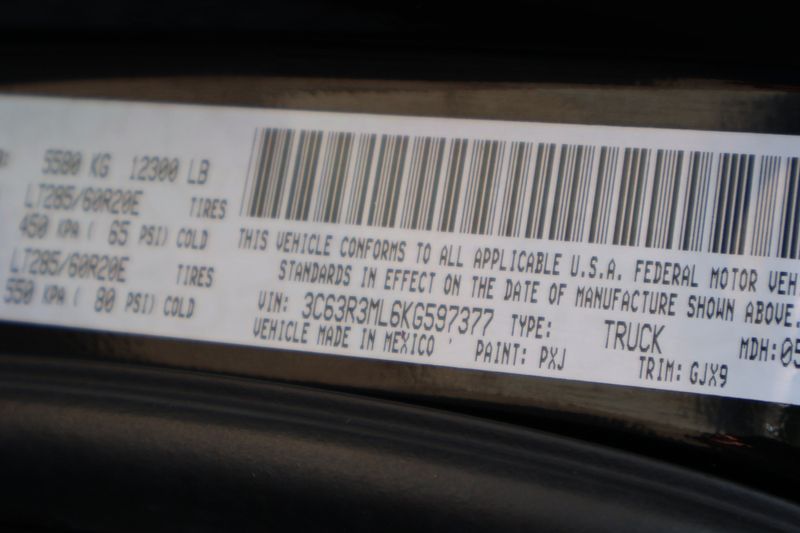 5580 KG 12300 LB
LT285/60R20E TIRES
450 KPA ( 65 PSI) COLD
LT285/60R20E TIRES
550 KPA ( 80 PSI) COLD
THIS VEHICLE CONFORMS TO ALL APPLICABLE U.S.A. FEDERAL MOTOR VEH
STANDARDS IN EFFECT ON THE DATE OF MANUFACTURE SHOWN ABOVE.
VIN: 3C63R3ML6KG597377 TYPE: TRUCK MDH:05
VEHICLE MADE IN MEXICO PAINT: PXJ TRIM: GJX9